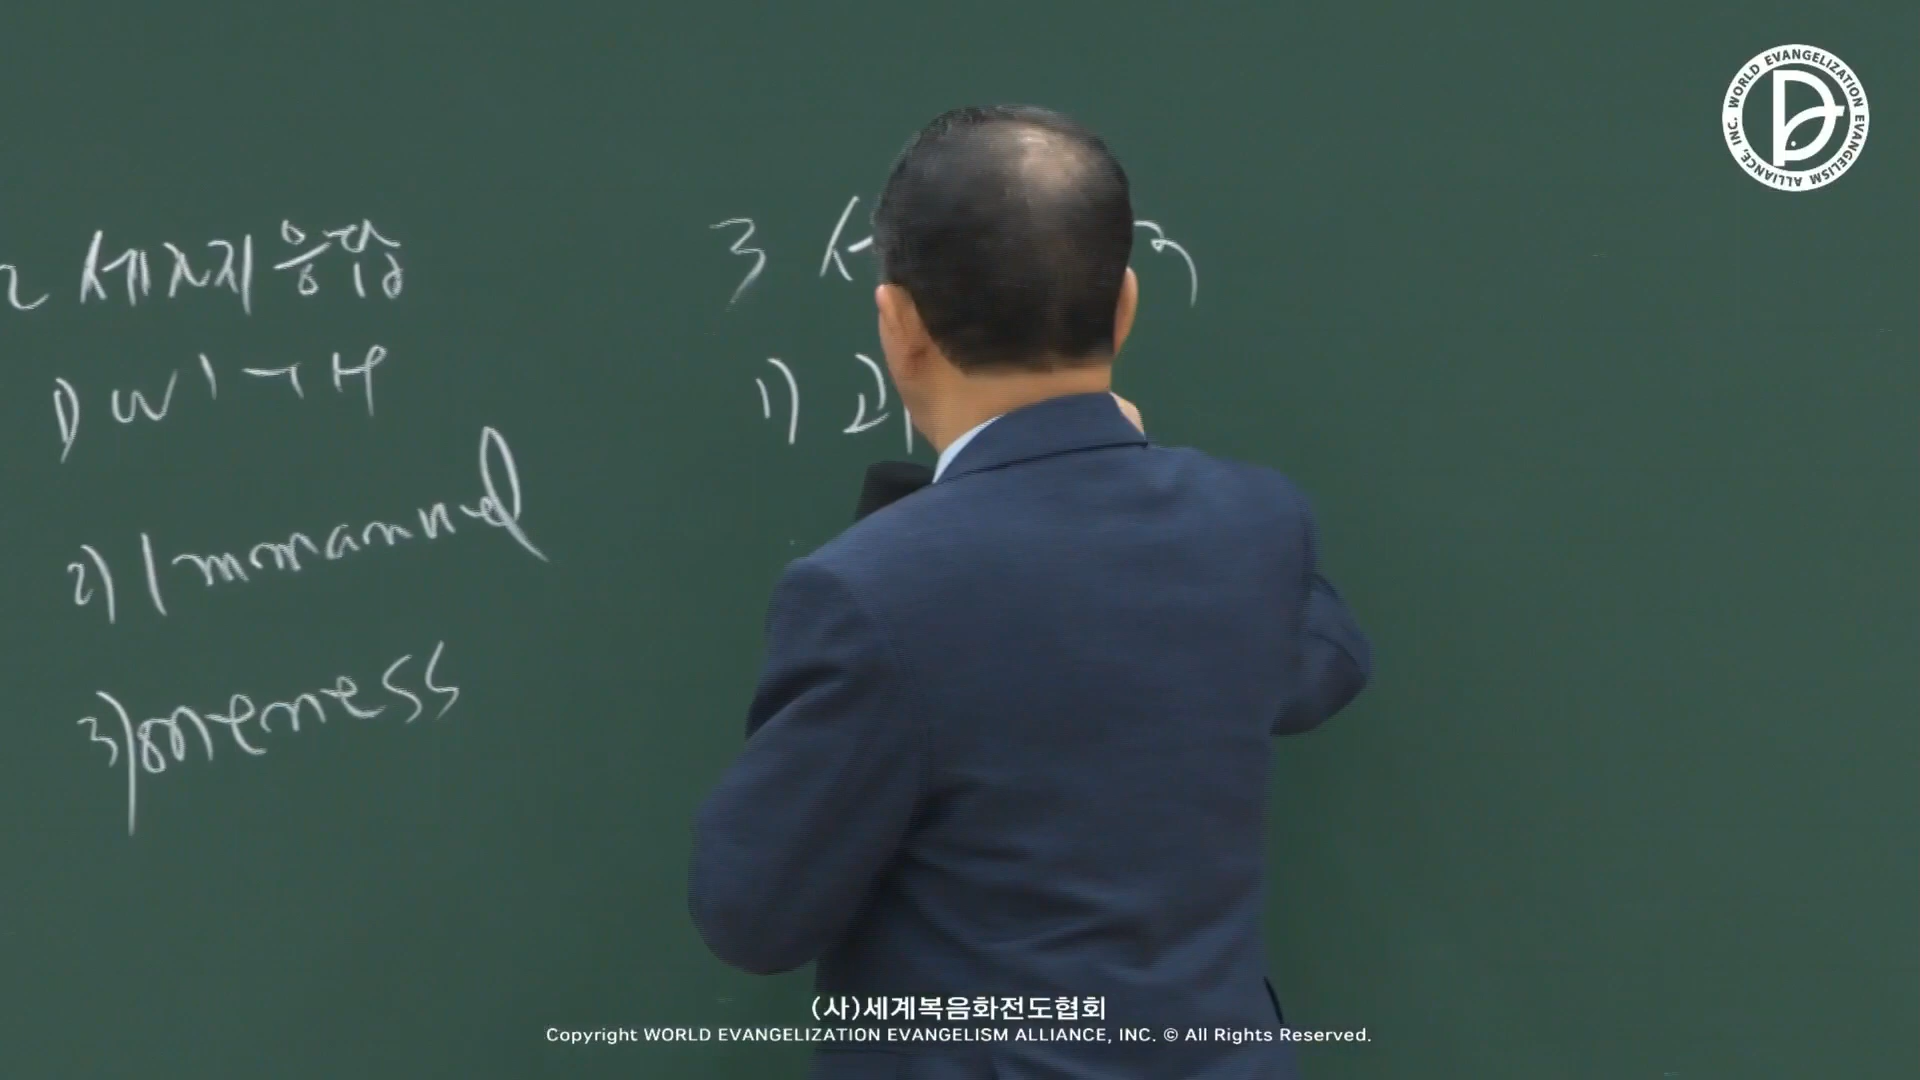 2 세가지 응답
1) WITH
2) Immanuel
3) oneness
3
1)
WORLD EVANGELIZATION EVANGELISM ALLIANCE, INC.
(사)세계복음화전도협회
Copyright WORLD EVANGELIZATION EVANGELISM ALLIANCE, INC. © All Rights Reserved.